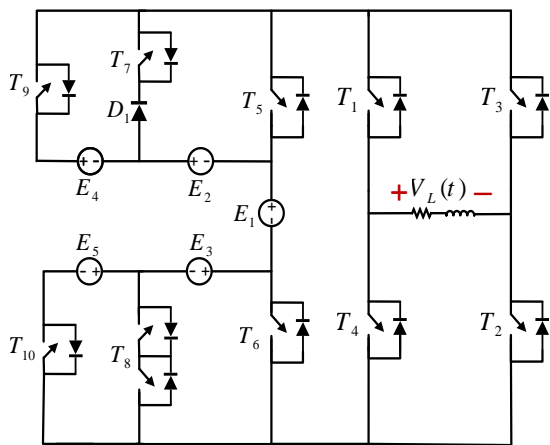 T7
T9
D1
T5
T1
T3
+ -
+ -
E4
E2
+ VL(t) -
E1
+
-
E5
E3
- +
- +
T10
T8
T6
T4
T2